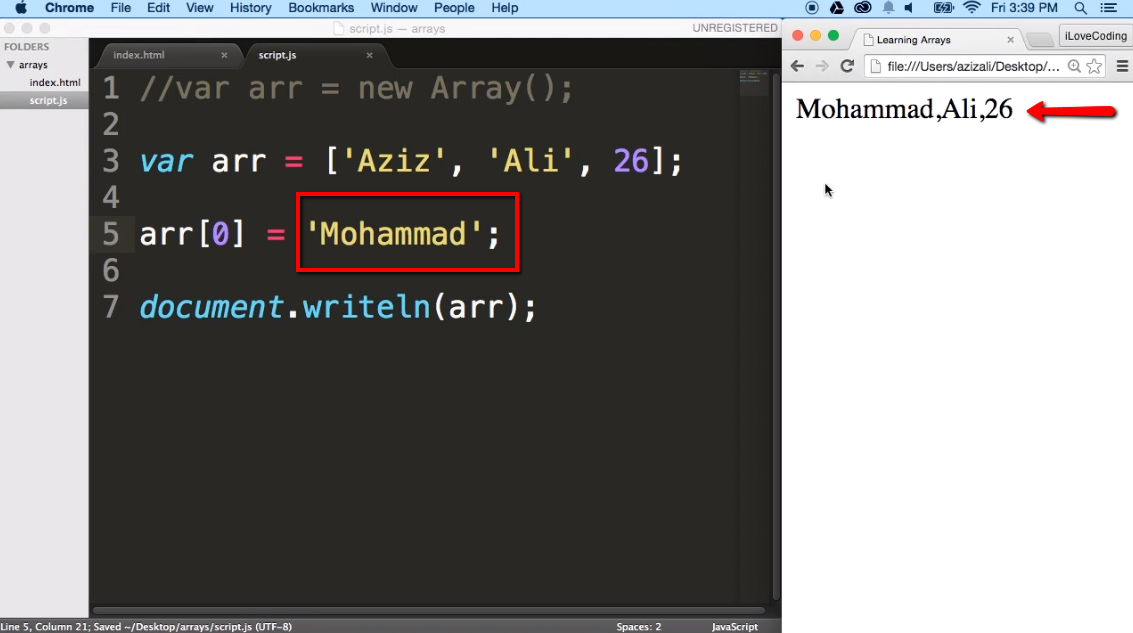 Chrome File Edit View History Bookmarks Window People Help Fri 3:39 PM
script.js — arrays UNREGISTERED
FOLDERS
arrays
index.html
script.js
index.html × script.js ×
1 //var arr = new Array();
2
3 var arr = ['Aziz', 'Ali', 26];
4
5 arr[0] = 'Mohammad';
6
7 document.writeln(arr);
Line 5, Column 21; Saved ~/Desktop/arrays/script.js (UTF-8) Spaces: 2 JavaScript
Learning Arrays × iLoveCoding
file:///Users/azizali/Desktop/...
Mohammad,Ali,26